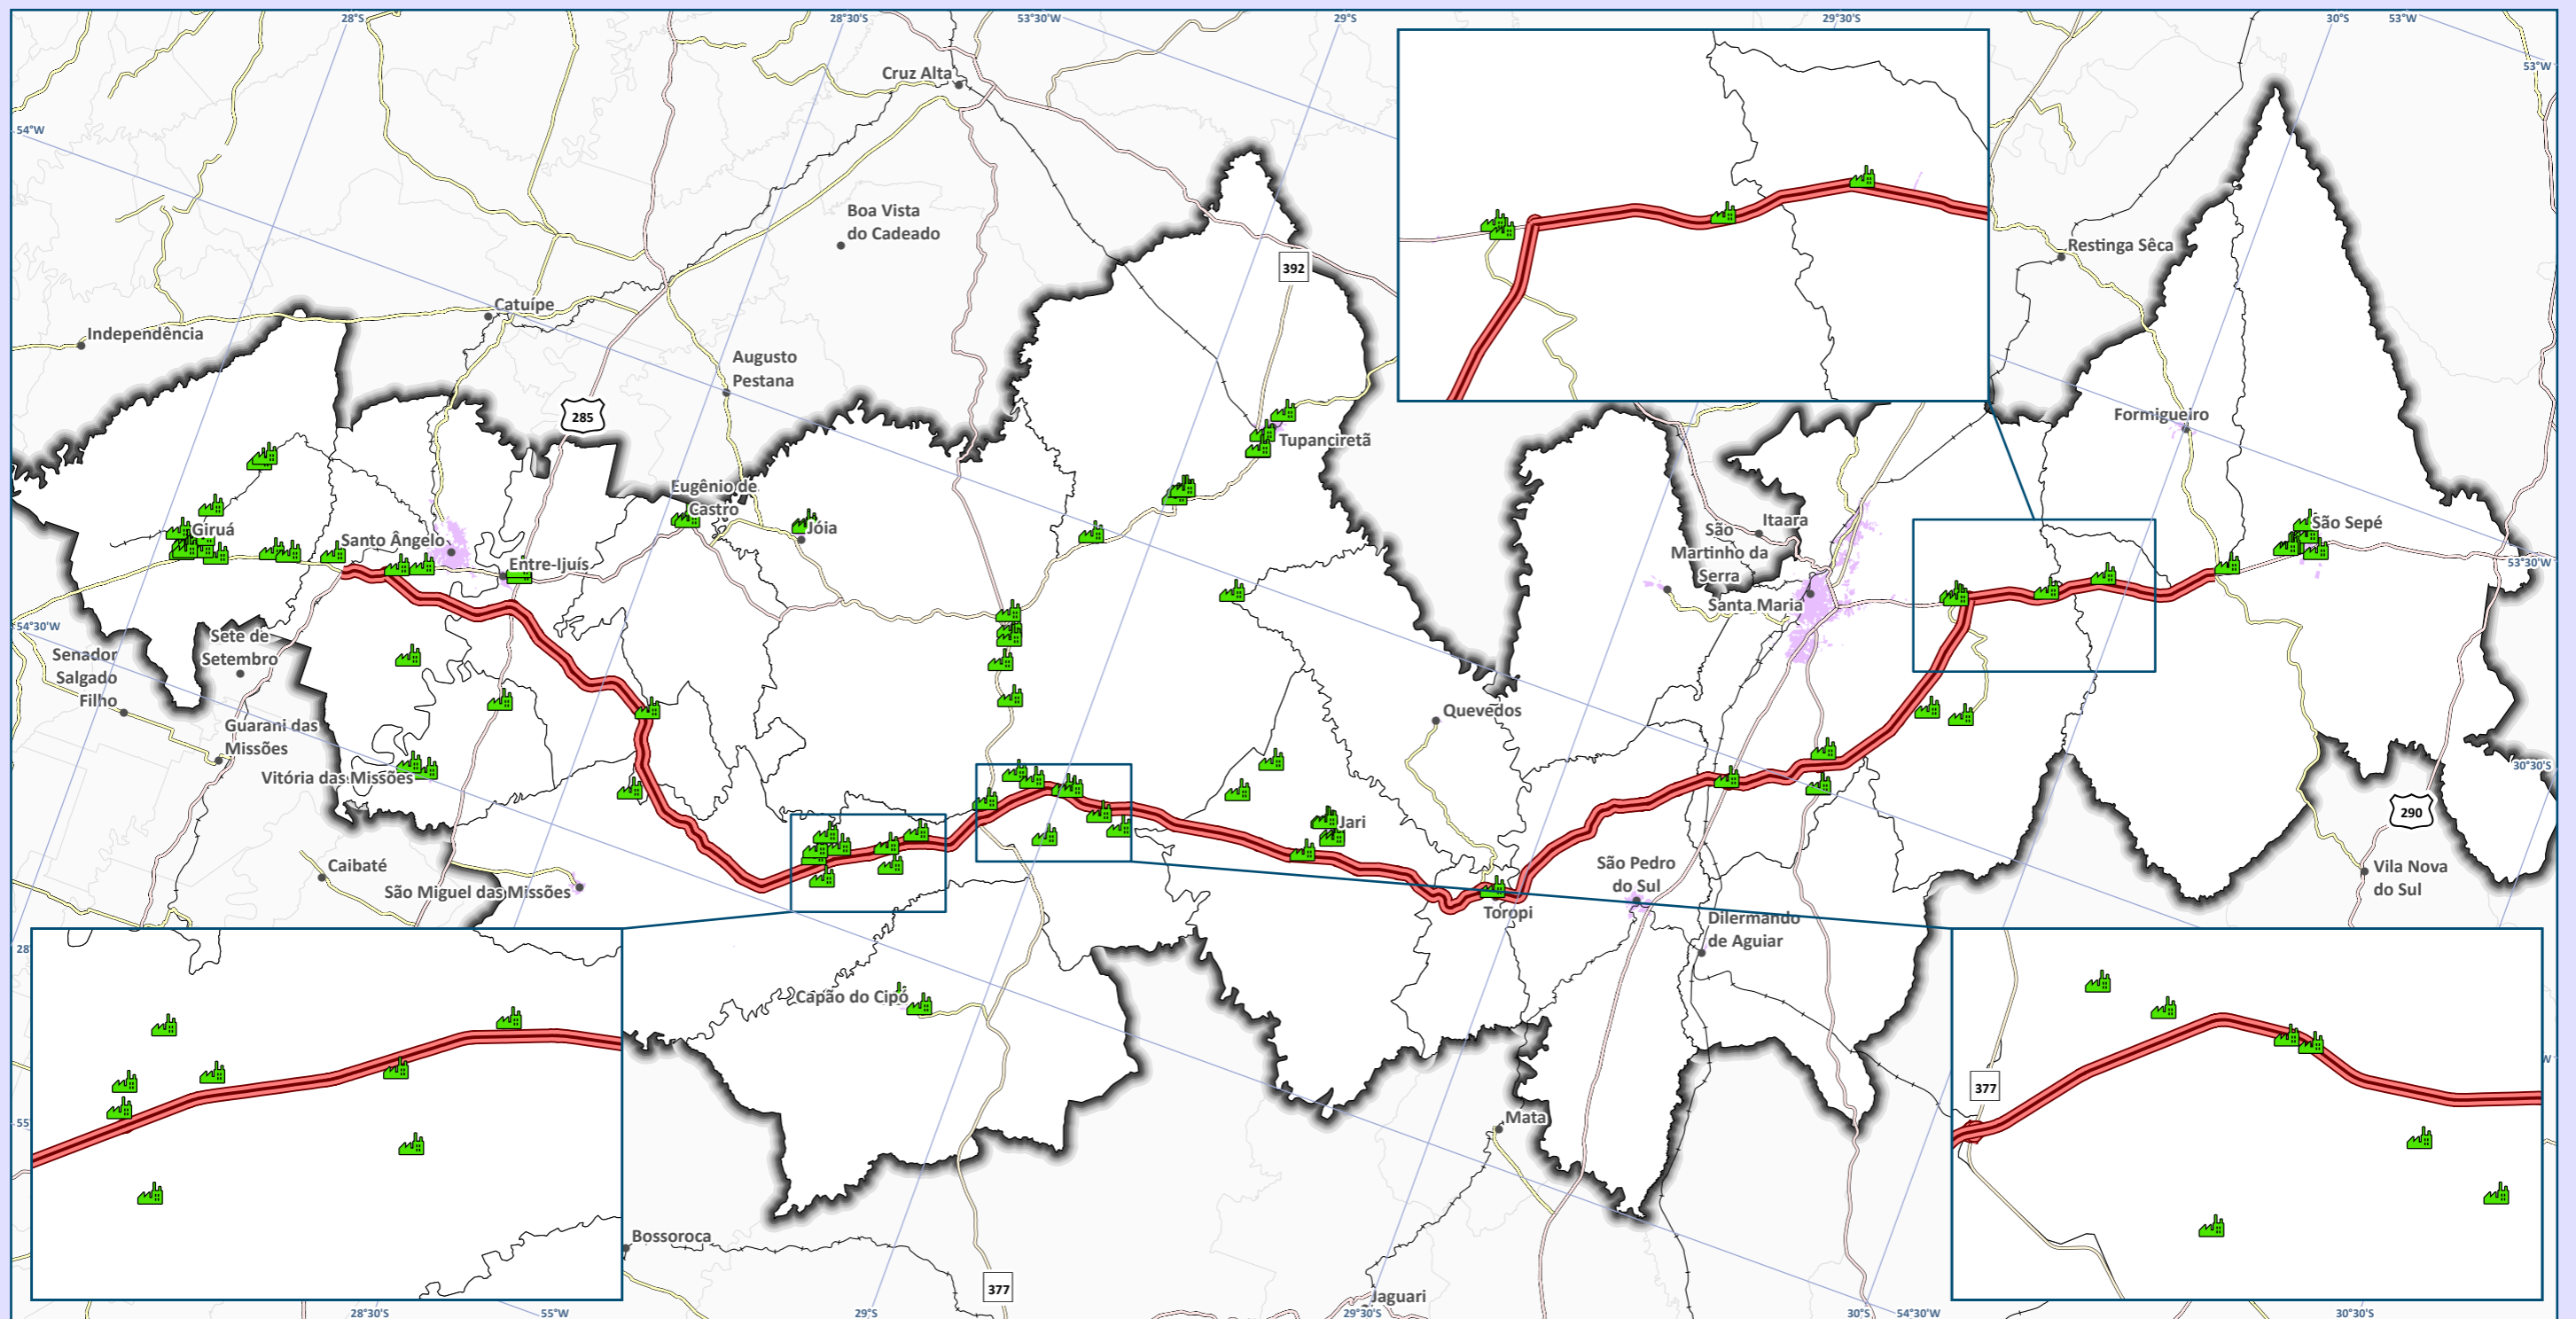 28°S
28°30'S
53°30'W
29°S
29°30'S
30°S
53°W
53°W
Cruz Alta
54°W
Boa Vista
do Cadeado
Restinga Sêca
392
Catuípe
Independência
Augusto
Pestana
285
Formigueiro
Tupanciretã
Eugênio de
Castro
Giruá
Jóia
São Sepé
Itaara
São
Martinho da
Serra
Santo Ângelo
Entre-Ijuís
53°30'W
Santa Maria
54°30'W
Sete de
Setembro
Senador
Salgado
Filho
Quevedos
Guarani das
Missões
Vitória das Missões
30°30'S
290
Jari
Caibaté
São Miguel das Missões
São Pedro
do Sul
Vila Nova
do Sul
Toropi
Dilermando
de Aguiar
28°
Capão do Cipó
W
377
55°
Mata
Bossoroca
377
Jaguari
28°30'S
55°W
29°S
29°30'S
30°S
54°30'W
30°30'S